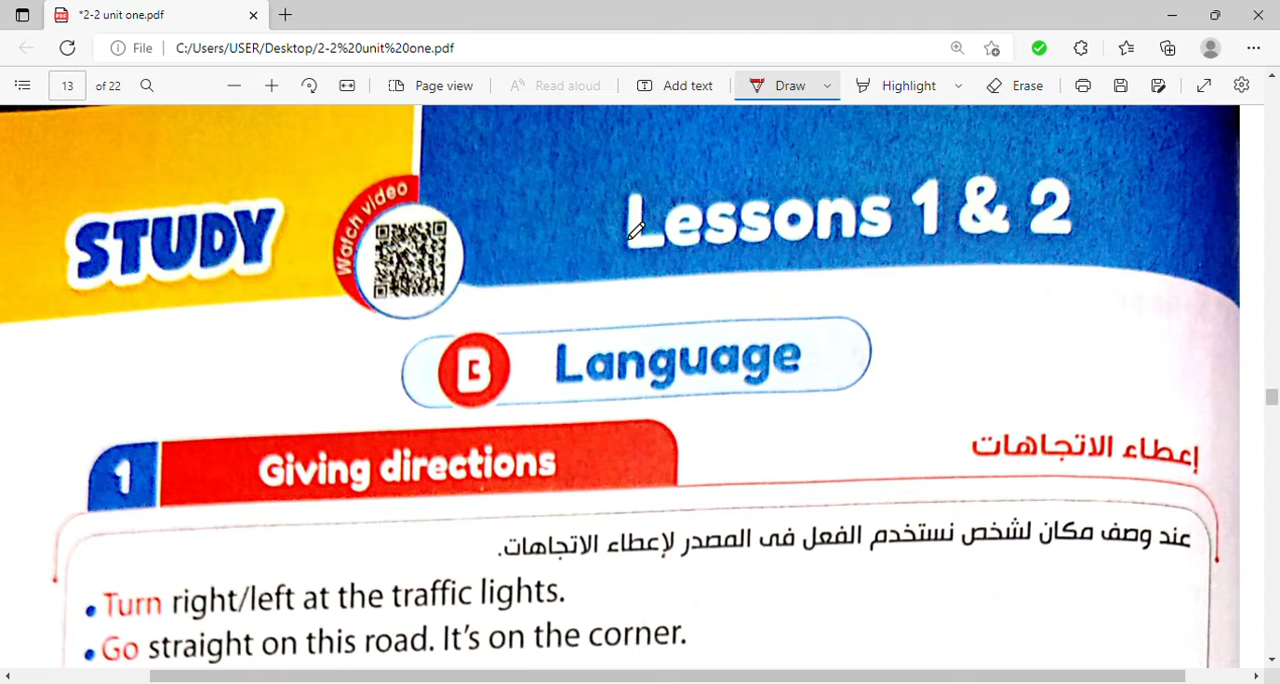 *2-2 unit one.pdf
File
C:/Users/USER/Desktop/2-2%20unit%20one.pdf
13 of 22
Page view
Read aloud
Add text
Draw
Highlight
Erase
STUDY
Watch video
Lessons 1 & 2
B Language
1 Giving directions
إعطاء الاتجاهات
عند وصف مكان لشخص نستخدم الفعل فى المصدر لإعطاء الاتجاهات.
• Turn right/left at the traffic lights.
• Go straight on this road. It's on the corner.